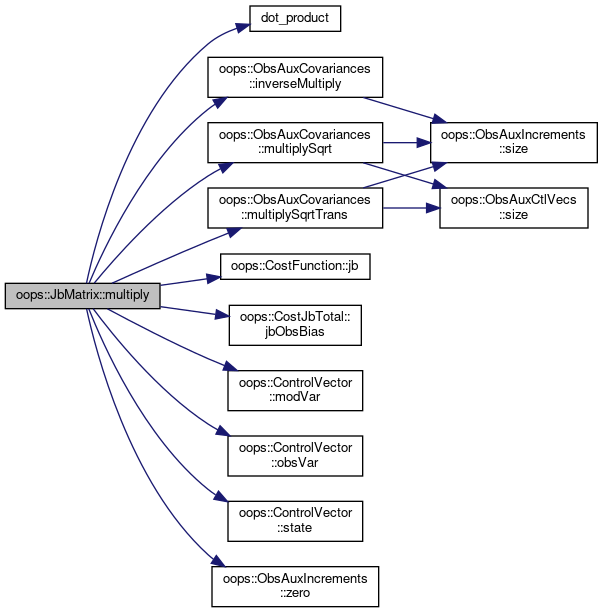 dot_product
oops::ObsAuxCovariances
::inverseMultiply
oops::ObsAuxCovariances
::multiplySqrt
oops::ObsAuxIncrements
::size
oops::ObsAuxCovariances
::multiplySqrtTrans
oops::ObsAuxCtlVecs
::size
oops::CostFunction::jb
oops::JbMatrix::multiply
oops::CostJbTotal::
jbObsBias
oops::ControlVector
::modVar
oops::ControlVector
::obsVar
oops::ControlVector
::state
oops::ObsAuxIncrements
::zero